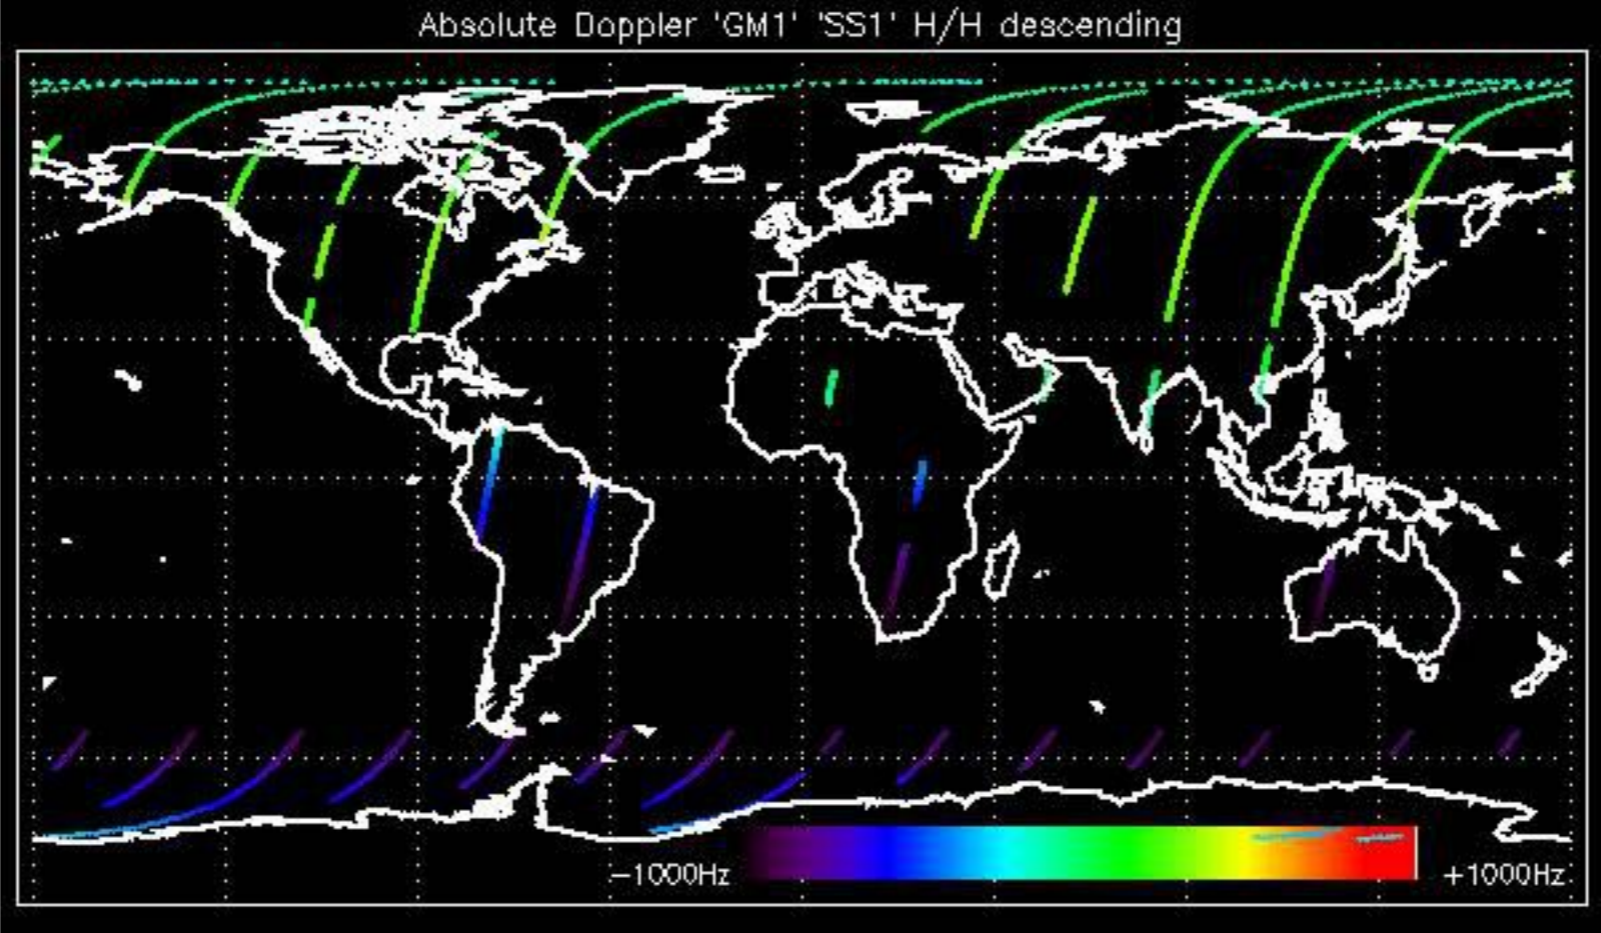 Absolute Doppler 'GM1' 'SS1' H/H descending
−1000Hz +1000Hz